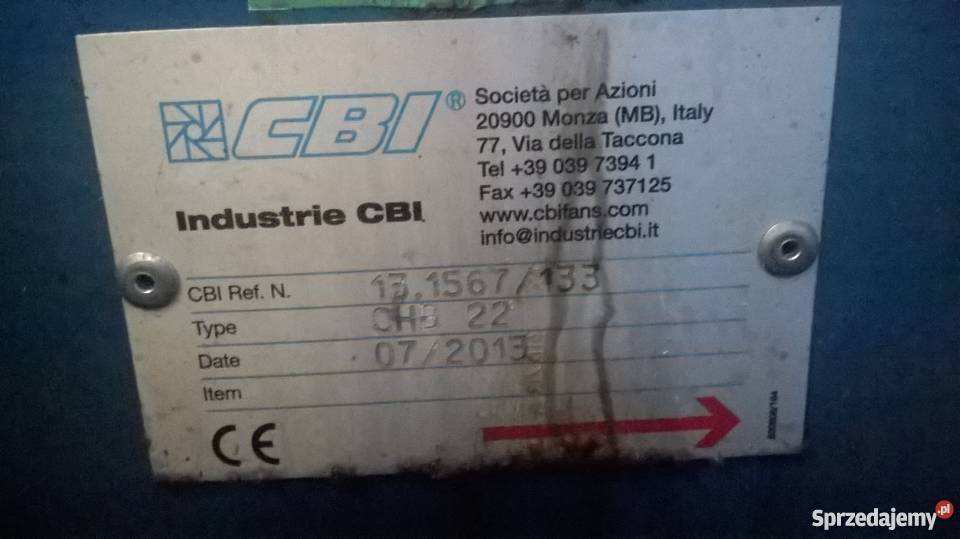 CBI®
Società per Azioni
20900 Monza (MB), Italy
77, Via della Taccona
Tel +39 039 7394 1
Fax +39 039 737125
www.cbifans.com
info@industriecbi.it
Industrie CBI
CBI Ref. N. 13.1567/133
Type CHB 22
Date 07/2013
Item
CE
Sprzedajemy.pl